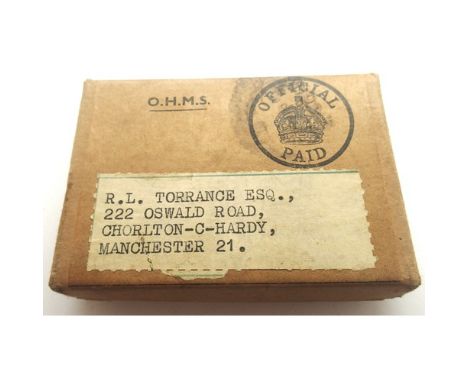 O.H.M.S.
OFFICIAL
PAID
R.L. TORRANCE ESQ.,
222 OSWALD ROAD,
CHORLTON-C-HARDY,
MANCHESTER 21.